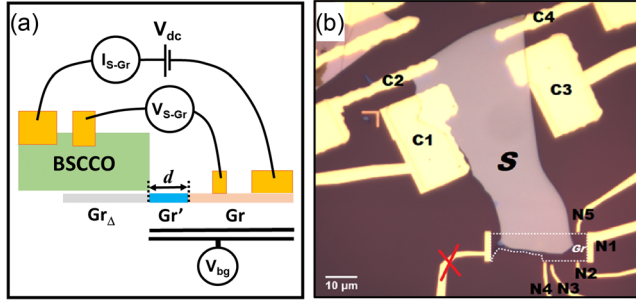 (a)
V_dc
I_S-Gr
V_S-Gr
BSCCO
d
Gr_Δ
Gr'
Gr
V_bg
(b)
C4
C2
C3
C1
S
N5
Gr
N1
N2
N4
N3
10 μm